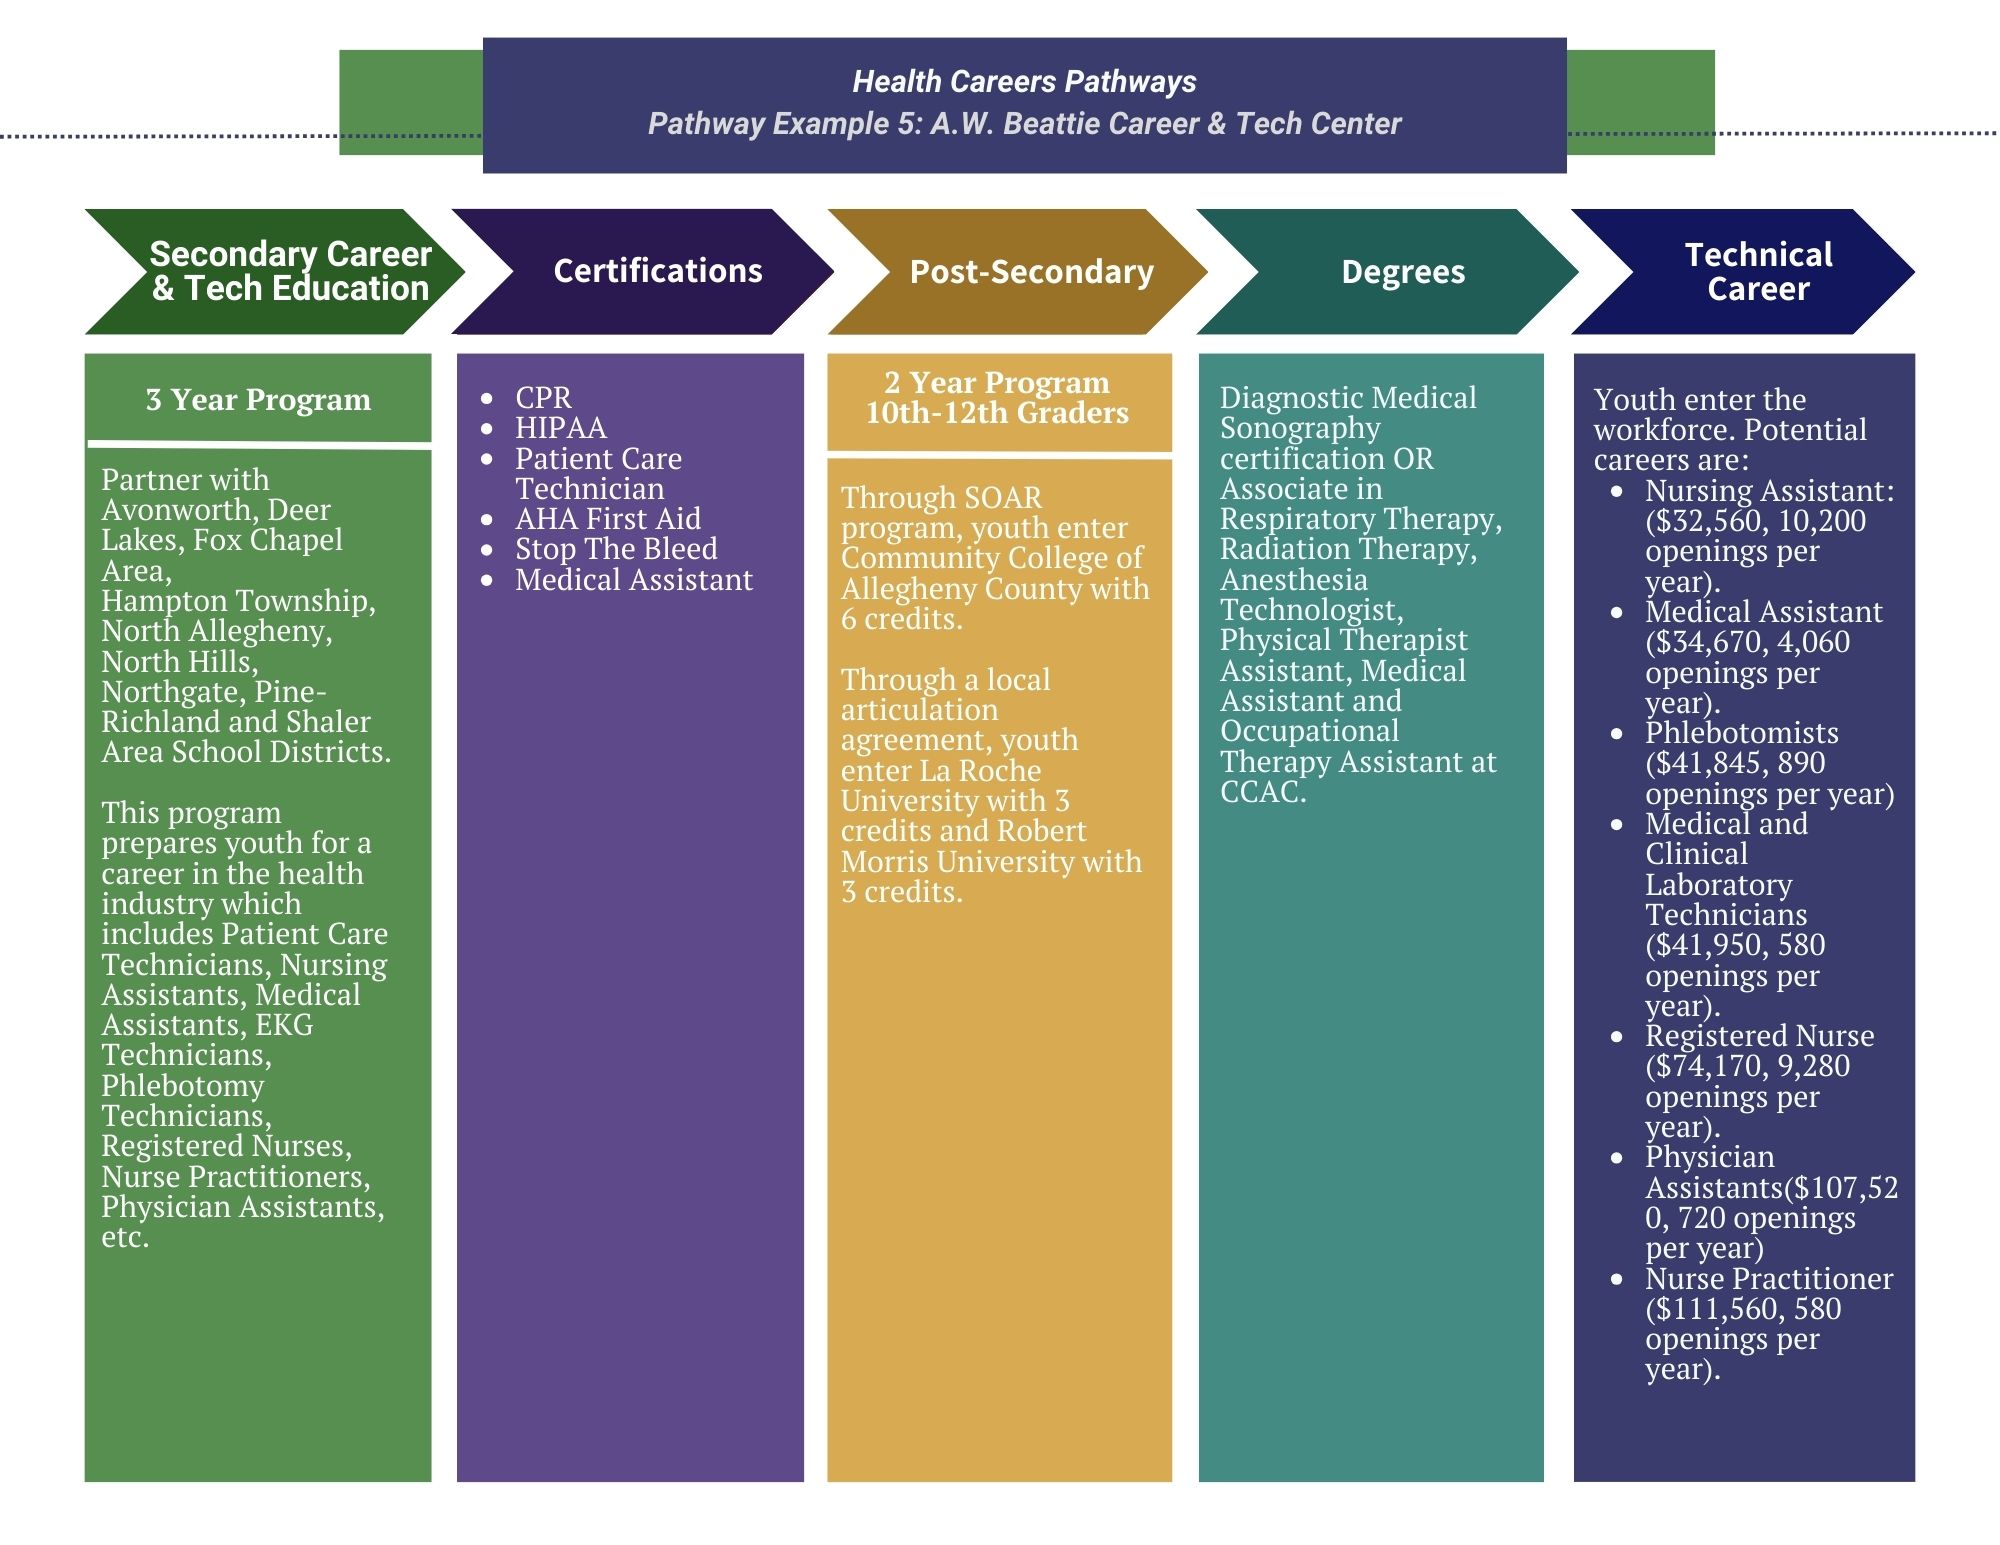 Health Careers Pathways
Pathway Example 5: A.W. Beattie Career & Tech Center
Secondary Career
& Tech Education
Certifications
Post-Secondary
Degrees
Technical
Career
3 Year Program
Partner with
Avonworth, Deer
Lakes, Fox Chapel
Area,
Hampton Township,
North Allegheny,
North Hills,
Northgate, Pine-
Richland and Shaler
Area School Districts.
This program
prepares youth for a
career in the health
industry which
includes Patient Care
Technicians, Nursing
Assistants, Medical
Assistants, EKG
Technicians,
Phlebotomy
Technicians,
Registered Nurses,
Nurse Practitioners,
Physician Assistants,
etc.
• CPR
• HIPAA
• Patient Care
Technician
• AHA First Aid
• Stop The Bleed
• Medical Assistant
2 Year Program
10th-12th Graders
Through SOAR
program, youth enter
Community College of
Allegheny County with
6 credits.
Through a local
articulation
agreement, youth
enter La Roche
University with 3
credits and Robert
Morris University with
3 credits.
Diagnostic Medical
Sonography
certification OR
Associate in
Respiratory Therapy,
Radiation Therapy,
Anesthesia
Technologist,
Physical Therapist
Assistant, Medical
Assistant and
Occupational
Therapy Assistant at
CCAC.
Youth enter the
workforce. Potential
careers are:
• Nursing Assistant:
($32,560, 10,200
openings per
year).
• Medical Assistant
($34,670, 4,060
openings per
year).
• Phlebotomists
($41,845, 890
openings per year)
• Medical and
Clinical
Laboratory
Technicians
($41,950, 580
openings per
year).
• Registered Nurse
($74,170, 9,280
openings per
year).
• Physician
Assistants($107,52
0, 720 openings
per year)
• Nurse Practitioner
($111,560, 580
openings per
year).